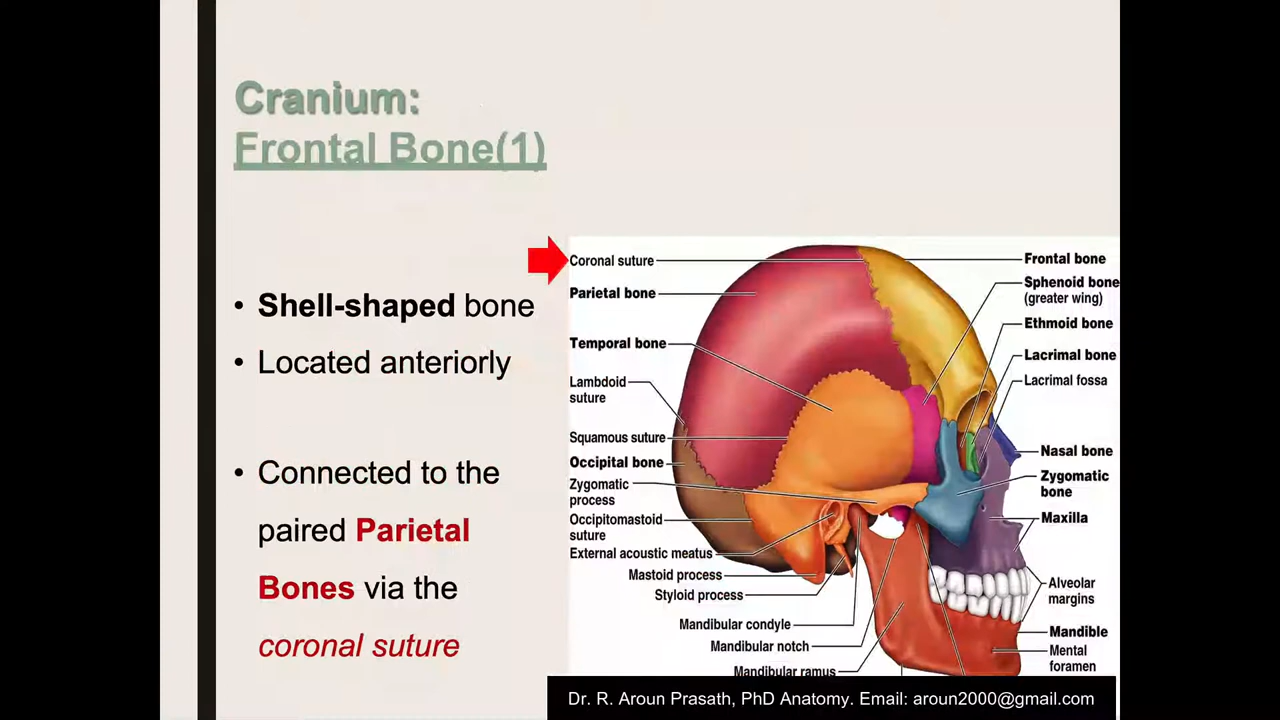 Cranium:
Frontal Bone(1)
• Shell-shaped bone
• Located anteriorly
• Connected to the
paired Parietal
Bones via the
coronal suture
Coronal suture
Parietal bone
Temporal bone
Lambdoid
suture
Squamous suture
Occipital bone
Zygomatic
process
Occipitomastoid
suture
External acoustic meatus
Mastoid process
Styloid process
Mandibular condyle
Mandibular notch
Mandibular ramus
Frontal bone
Sphenoid bone
(greater wing)
Ethmoid bone
Lacrimal bone
Lacrimal fossa
Nasal bone
Zygomatic
bone
Maxilla
Alveolar
margins
Mandible
Mental
foramen
Dr. R. Aroun Prasath, PhD Anatomy. Email: aroun2000@gmail.com